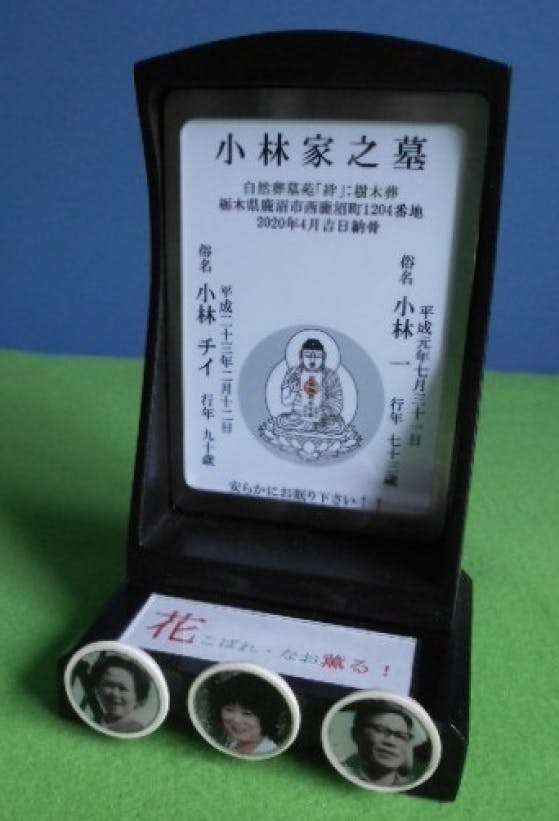 小林家之墓
自然葬墓苑「絆」に樹木葬
栃木県鹿沼市西鹿沼町1204番地
2020年4月吉日納骨
平成元年七月三十一日
俗名 小林 一 行年 七十三歳
平成二十三年二月十二日
俗名 小林 チイ 行年 九十歳
安らかにお眠り下さい！！
花こぼれ・なお薫る！